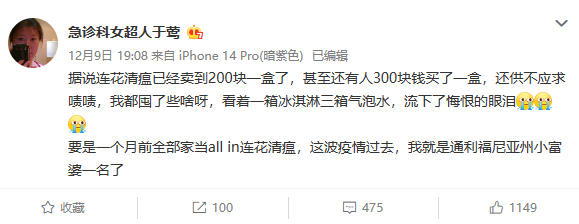 急诊科女超人于莺
12月9日 19:08 来自 iPhone 14 Pro(暗紫色) 已编辑
据说连花清瘟已经卖到200块一盒了，甚至还有人300块钱买了一盒，还供不应求
啧啧，我都囤了些啥呀，看着一箱冰淇淋三箱气泡水，流下了悔恨的眼泪😭😭
😭
要是一个月前全部家当all in连花清瘟，这波疫情过去，我就是通利福尼亚州小富
婆一名了
收藏 100 475 1149